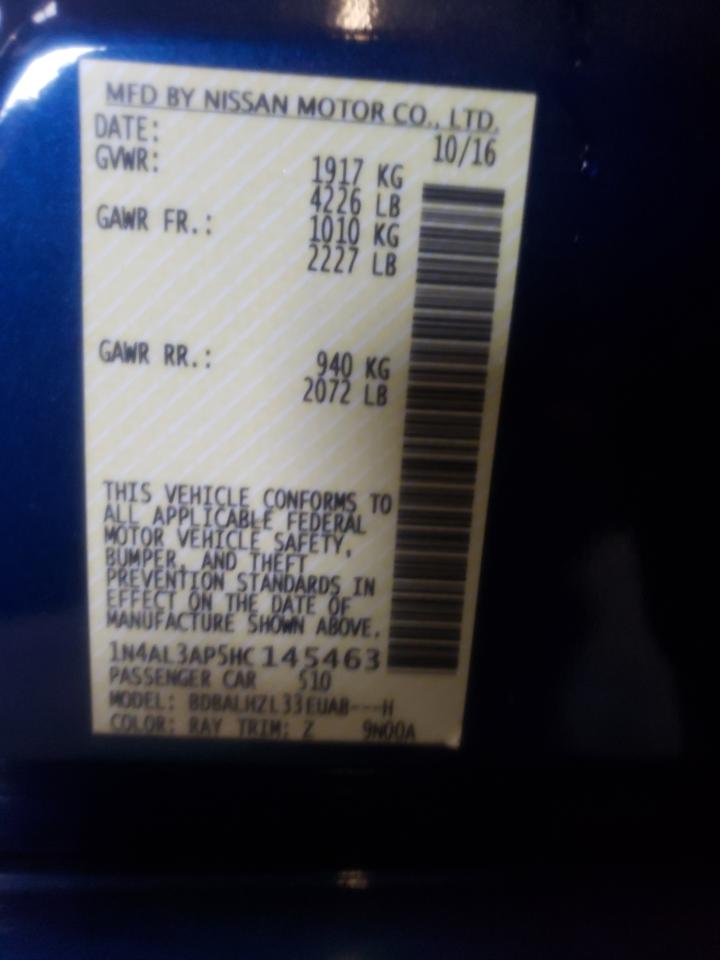 MFD BY NISSAN MOTOR CO., LTD.
DATE: 10/16
GVWR: 1917 KG
4226 LB
GAWR FR.: 1010 KG
2227 LB
GAWR RR.: 940 KG
2072 LB
THIS VEHICLE CONFORMS TO
ALL APPLICABLE FEDERAL
MOTOR VEHICLE SAFETY,
BUMPER, AND THEFT
PREVENTION STANDARDS IN
EFFECT ON THE DATE OF
MANUFACTURE SHOWN ABOVE.
1N4AL3AP5HC145463
PASSENGER CAR S10
MODEL: BDBALHZL33EUAB---H
COLOR: RAY TRIM: Z 9N00A